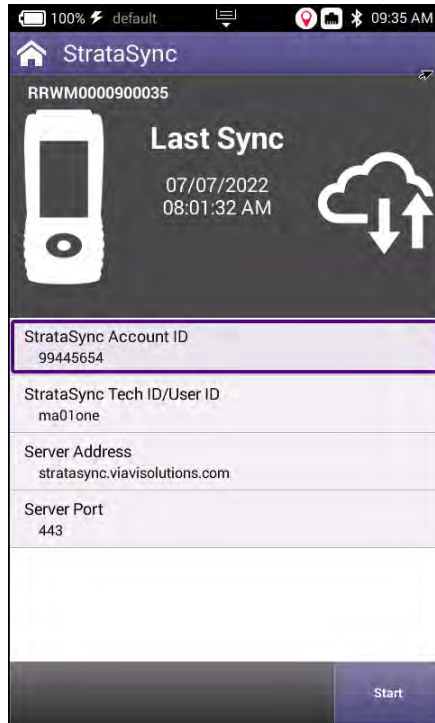 100% default 09:35 AM
StrataSync
RRWM0000900035
Last Sync
07/07/2022
08:01:32 AM
StrataSync Account ID
99445654
StrataSync Tech ID/User ID
ma01one
Server Address
stratasync.viavisolutions.com
Server Port
443
Start